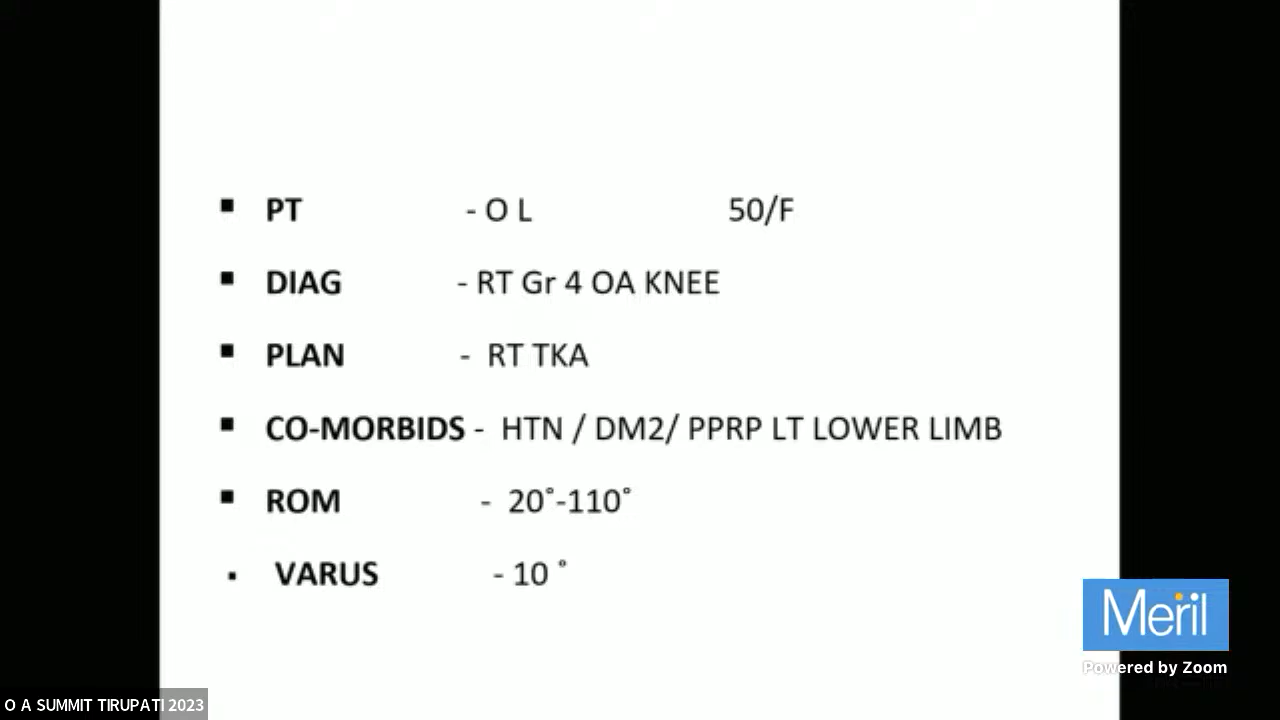 ▪ PT - O L 50/F
▪ DIAG - RT Gr 4 OA KNEE
▪ PLAN - RT TKA
▪ CO-MORBIDS - HTN / DM2/ PPRP LT LOWER LIMB
▪ ROM - 20°-110°
▪ VARUS - 10 °
Meril
Powered by Zoom
O A SUMMIT TIRUPATI 2023